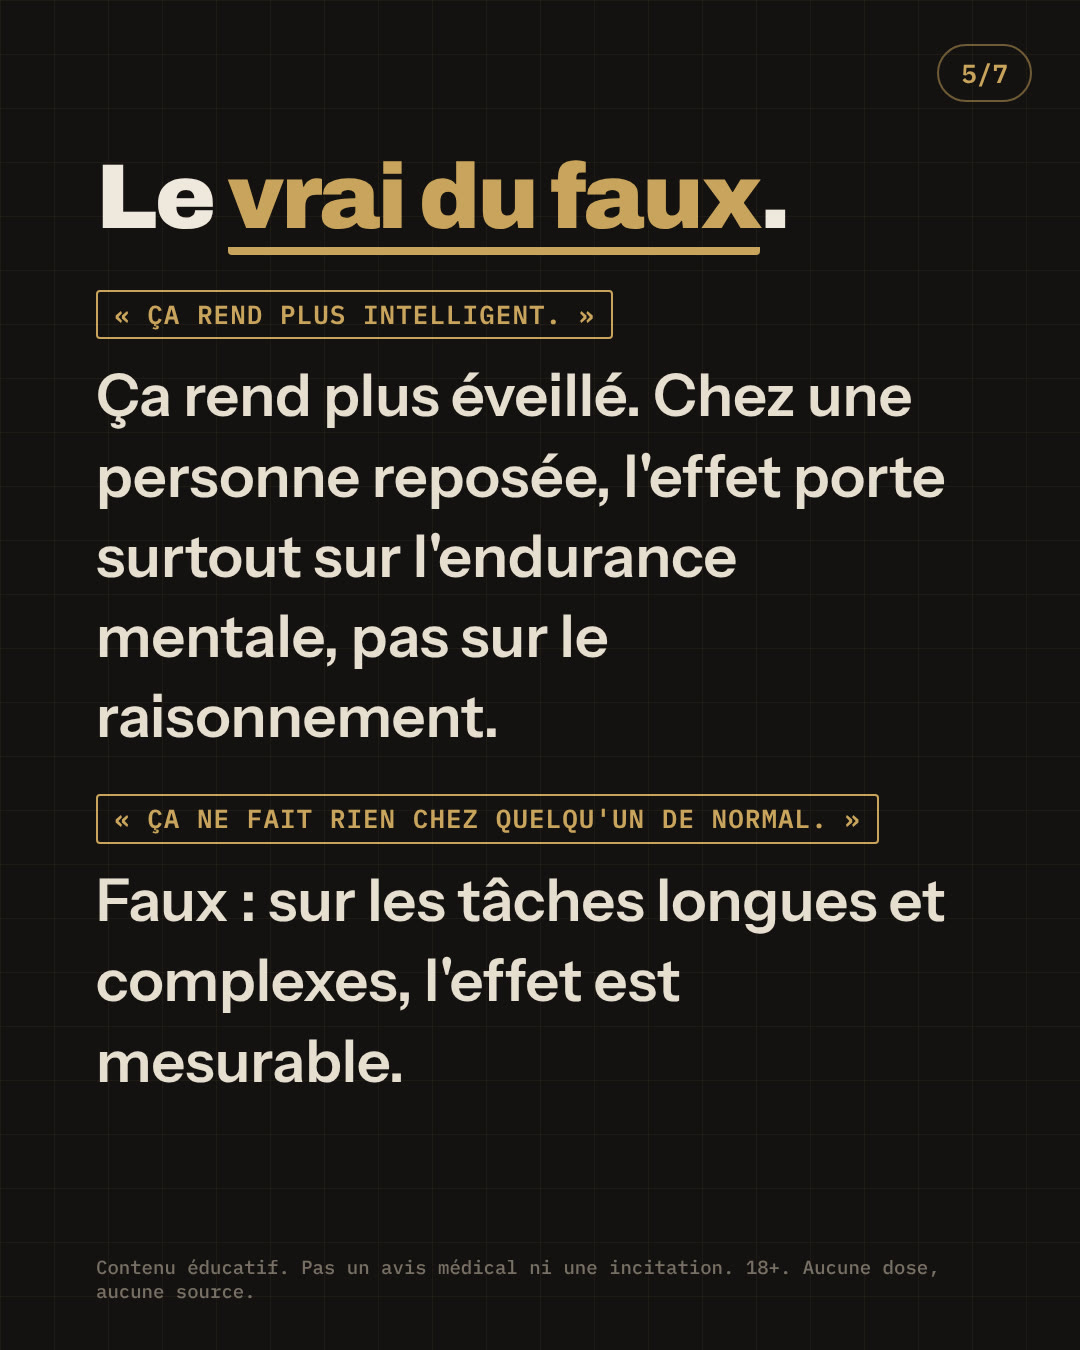 5/7
Le vrai du faux.
« ÇA REND PLUS INTELLIGENT. »
Ça rend plus éveillé. Chez une
personne reposée, l'effet porte
surtout sur l'endurance
mentale, pas sur le
raisonnement.
« ÇA NE FAIT RIEN CHEZ QUELQU'UN DE NORMAL. »
Faux : sur les tâches longues et
complexes, l'effet est
mesurable.
Contenu éducatif. Pas un avis médical ni une incitation. 18+. Aucune dose,
aucune source.